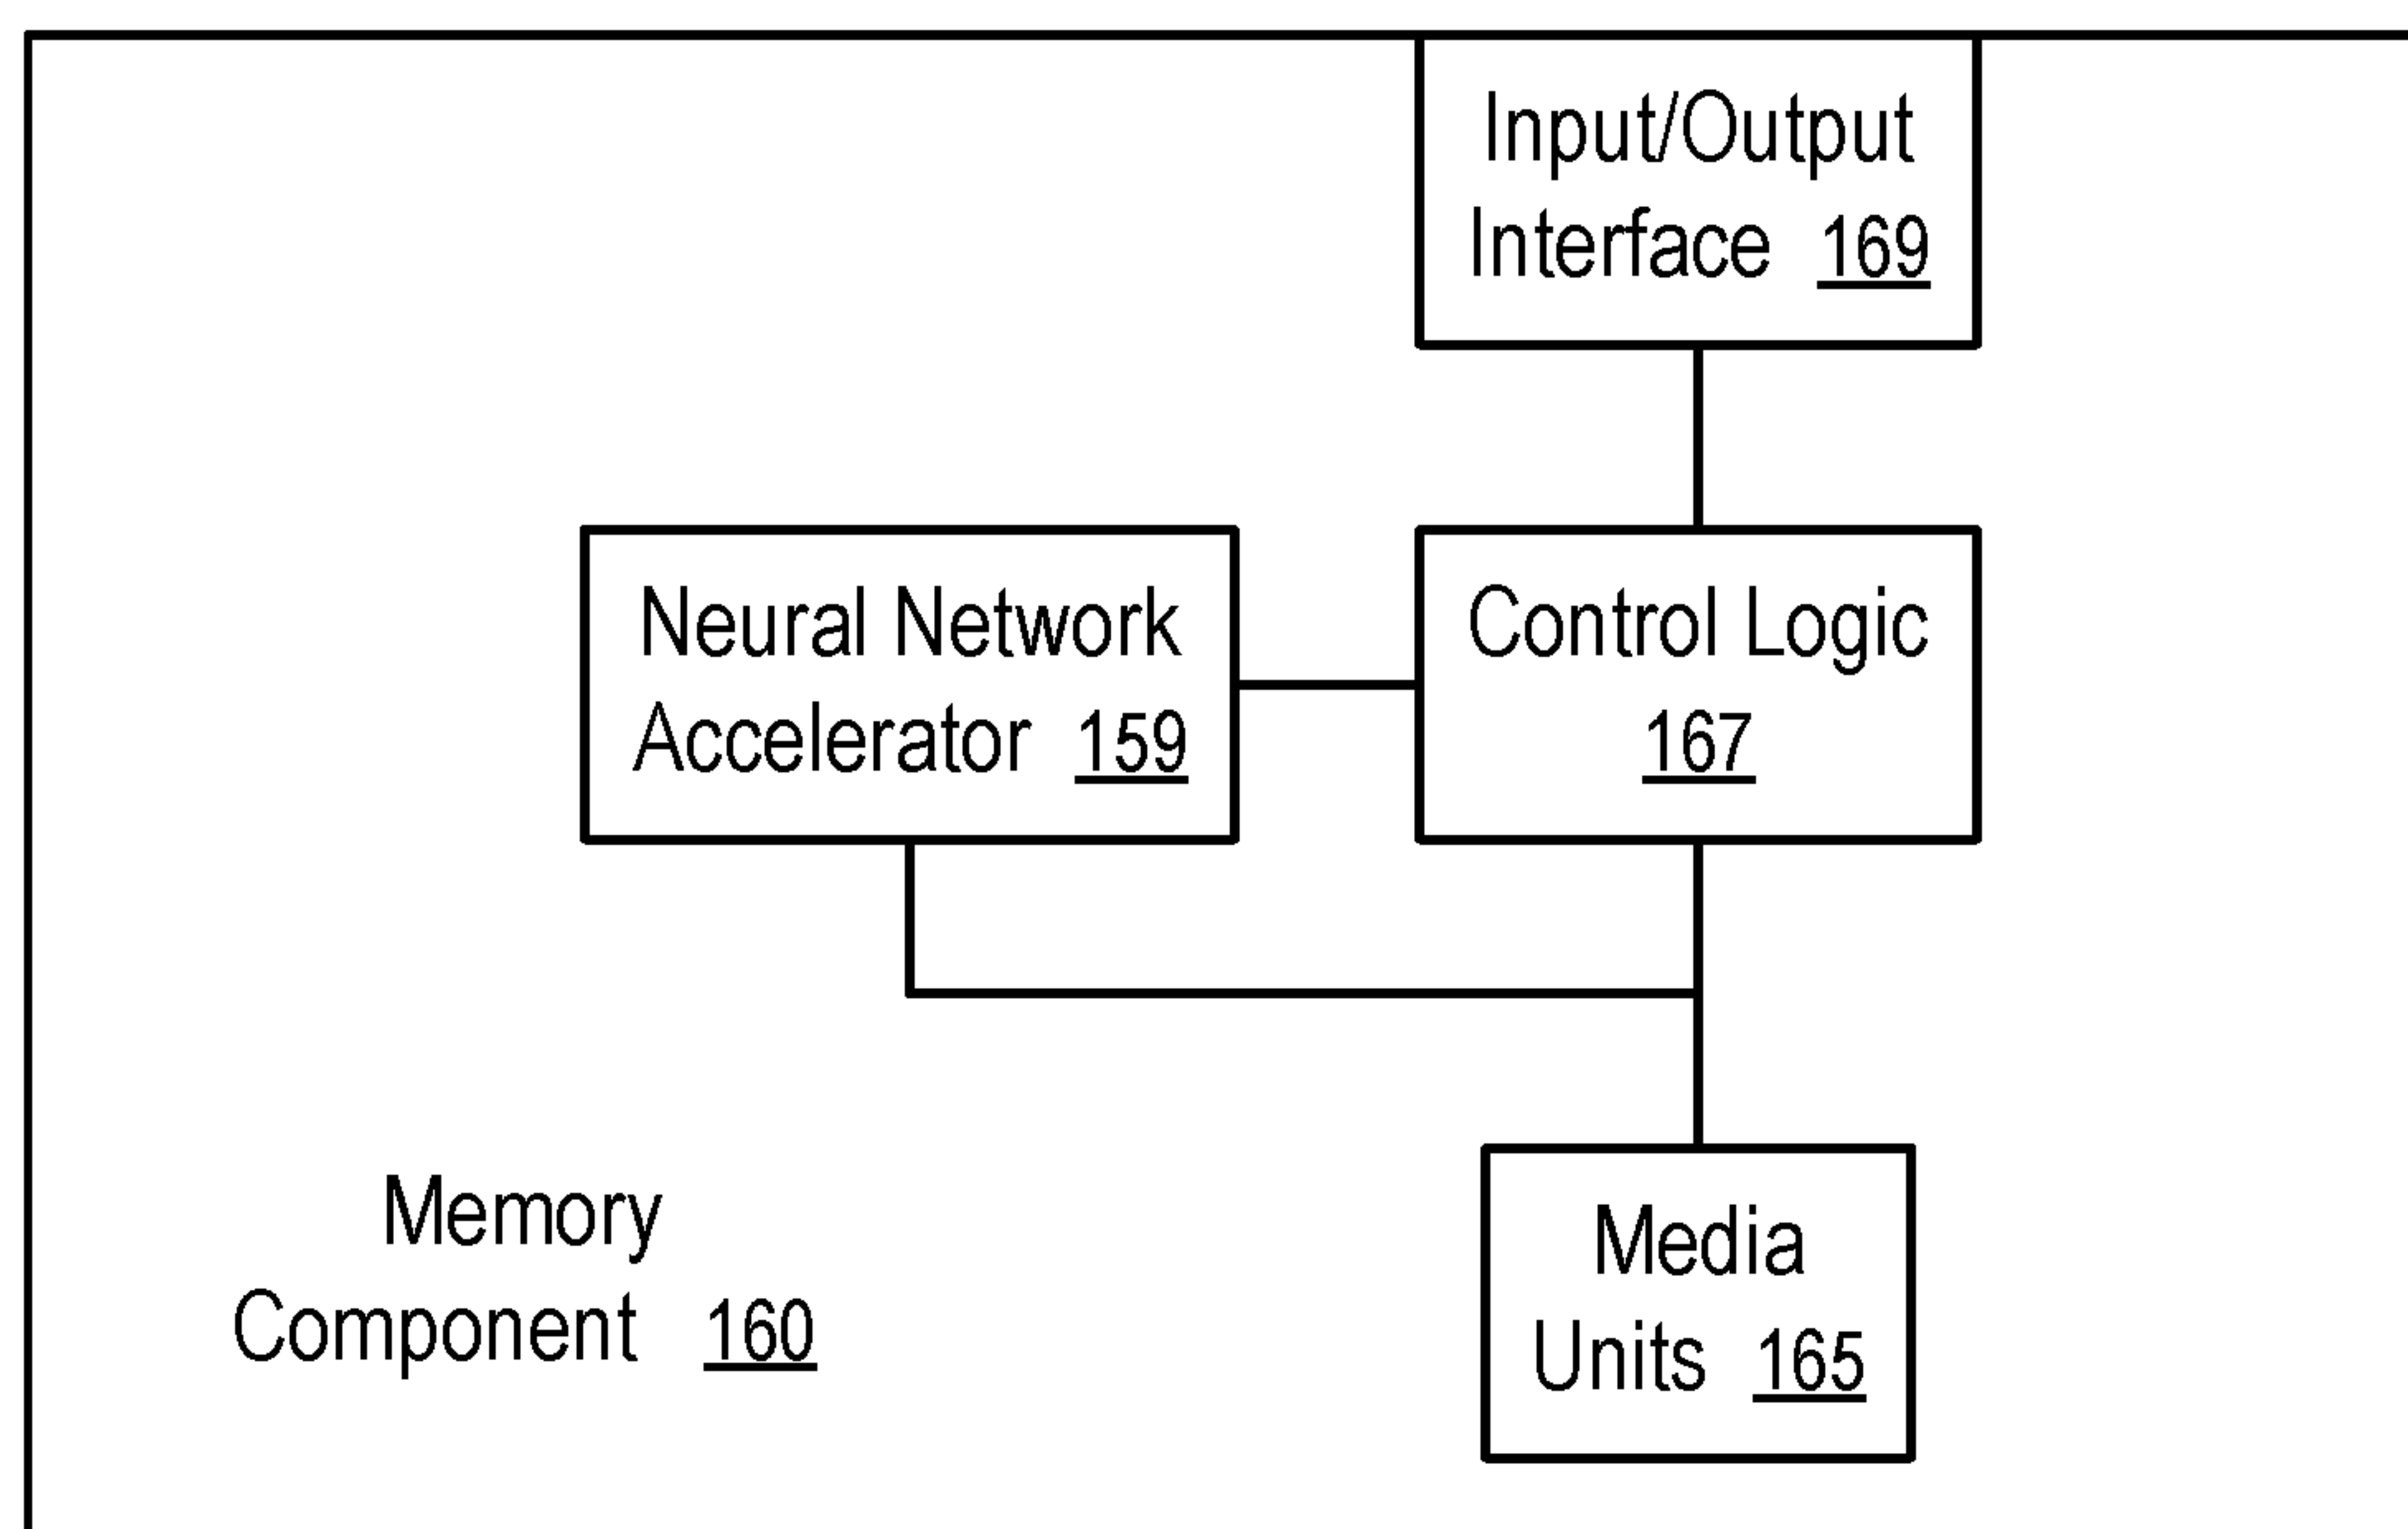 Input/Output
Interface 169
Neural Network
Accelerator 159
Control Logic
167
Memory
Component 160
Media
Units 165